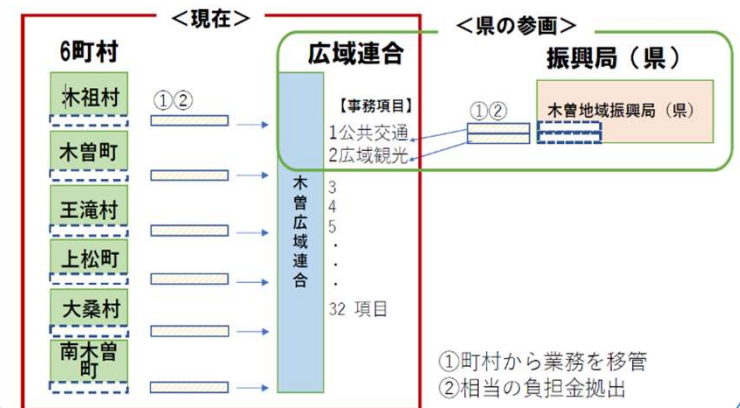 ＜現在＞
＜県の参画＞
6町村
広域連合
振興局（県）
木祖村
①②
木曽町
王滝村
上松町
大桑村
南木曽
町
木曽広域連合
【事務項目】
1公共交通
2広域観光
3
4
5
・
・
・
32 項目
①②
木曽地域振興局（県）
①町村から業務を移管
②相当の負担金拠出